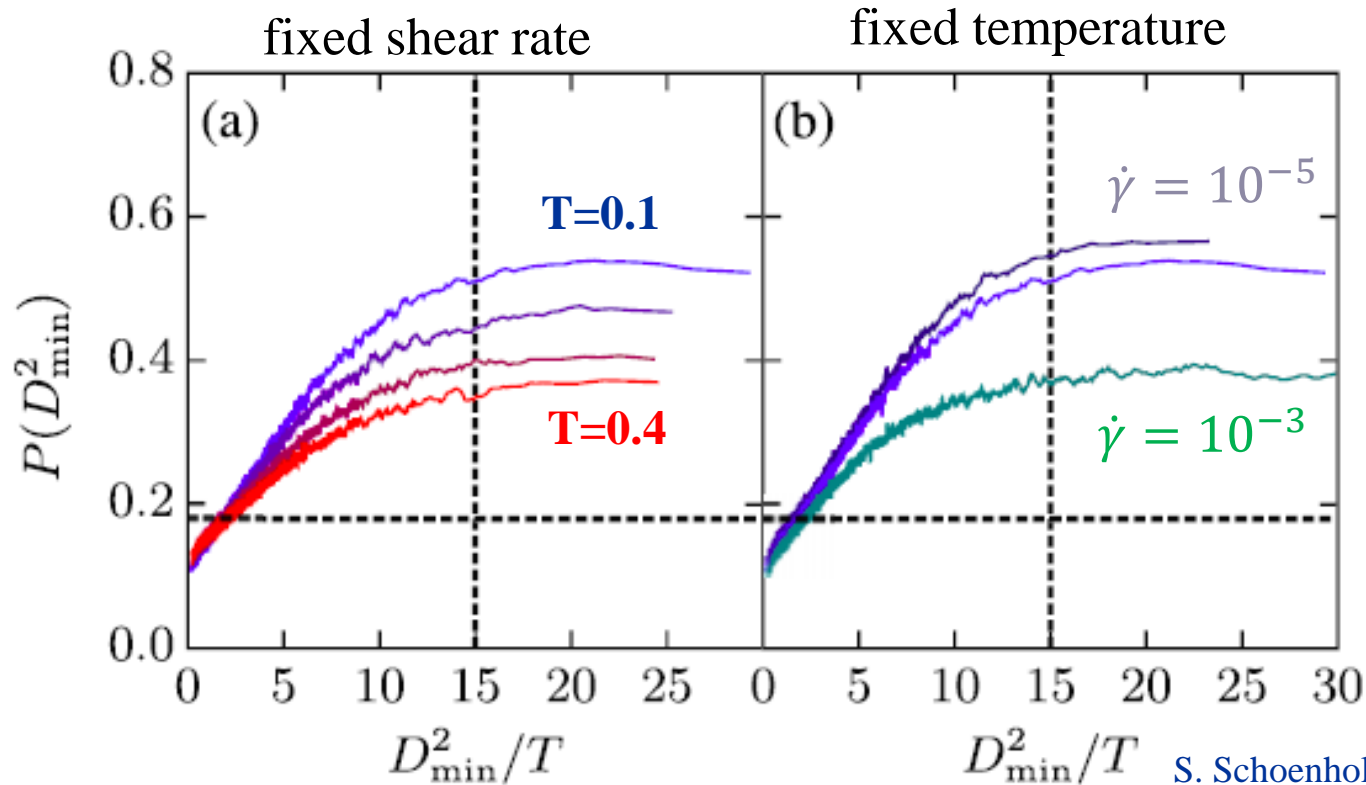 fixed shear rate
fixed temperature
0.8
0.6
0.4
0.2
0.0
P(D²min)
(a)
T=0.1
T=0.4
0 5 10 15 20 25
D²min/T
(b)
γ̇ = 10⁻⁵
γ̇ = 10⁻³
0 5 10 15 20 25 30
D²min/T
S. Schoenhol